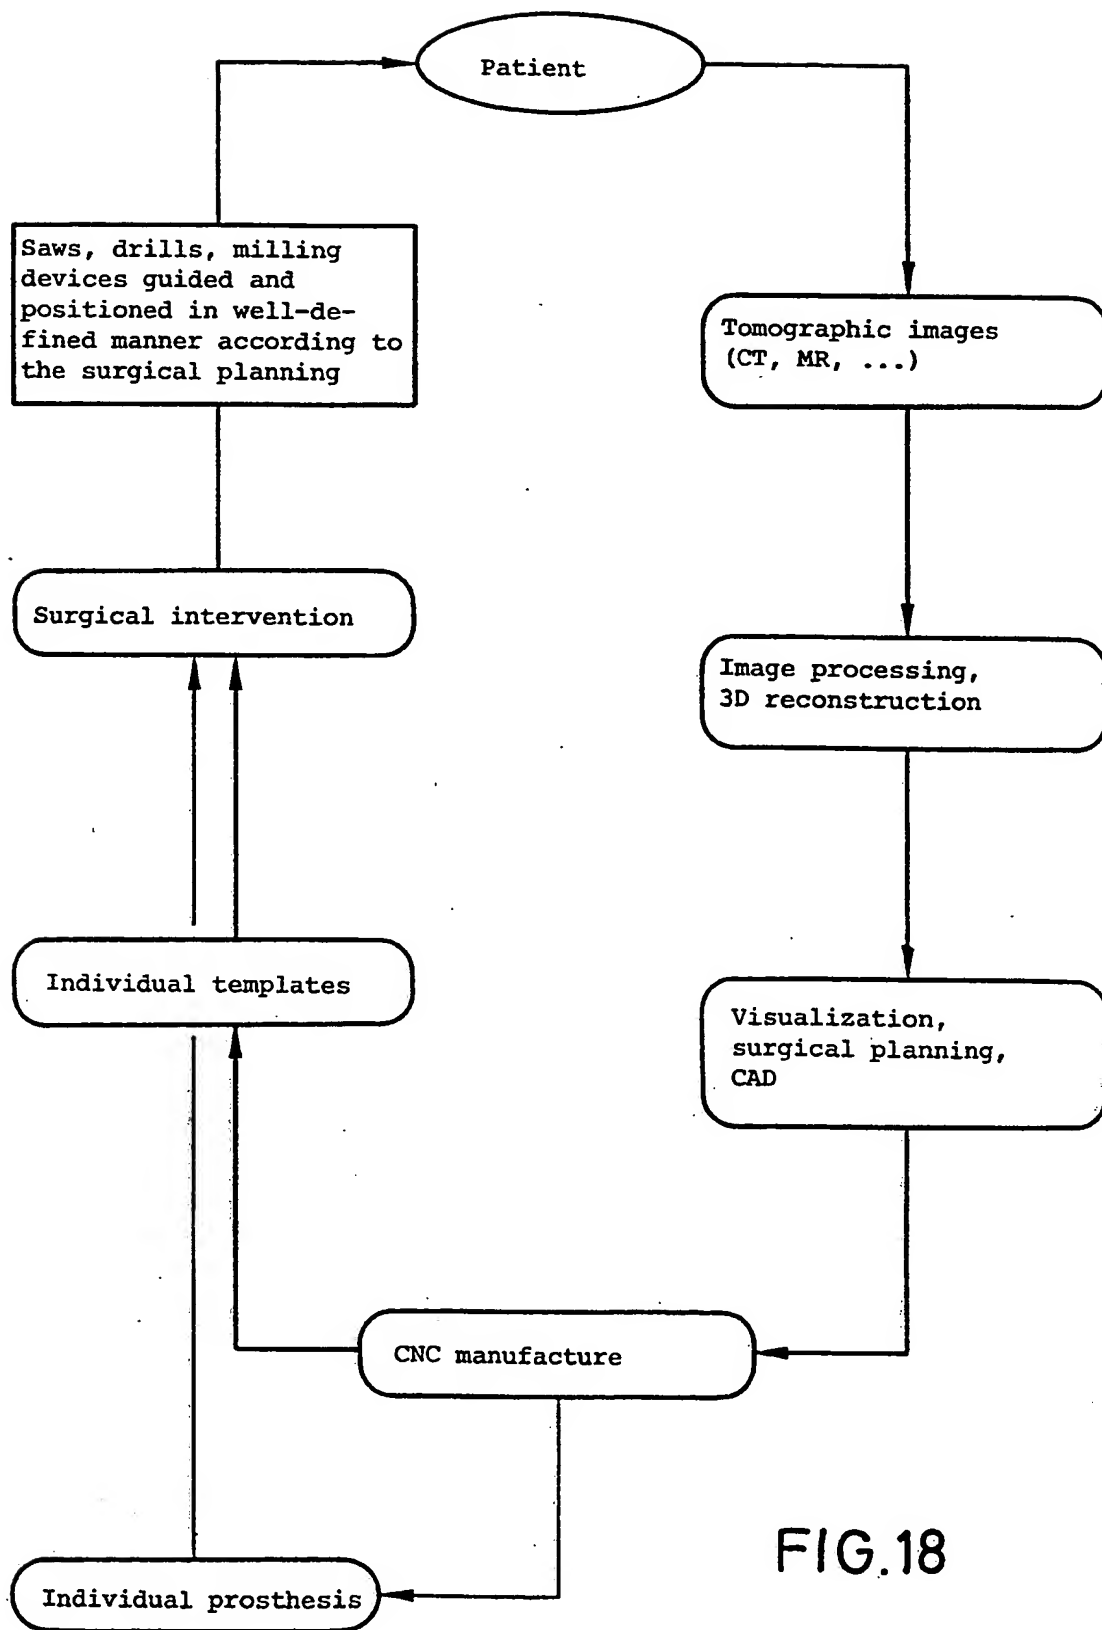 Patient
Saws, drills, milling
devices guided and
positioned in well-de-
fined manner according to
the surgical planning
Tomographic images
(CT, MR, ...)
Surgical intervention
Image processing,
3D reconstruction
Individual templates
Visualization,
surgical planning,
CAD
CNC manufacture
Individual prosthesis
FIG.18